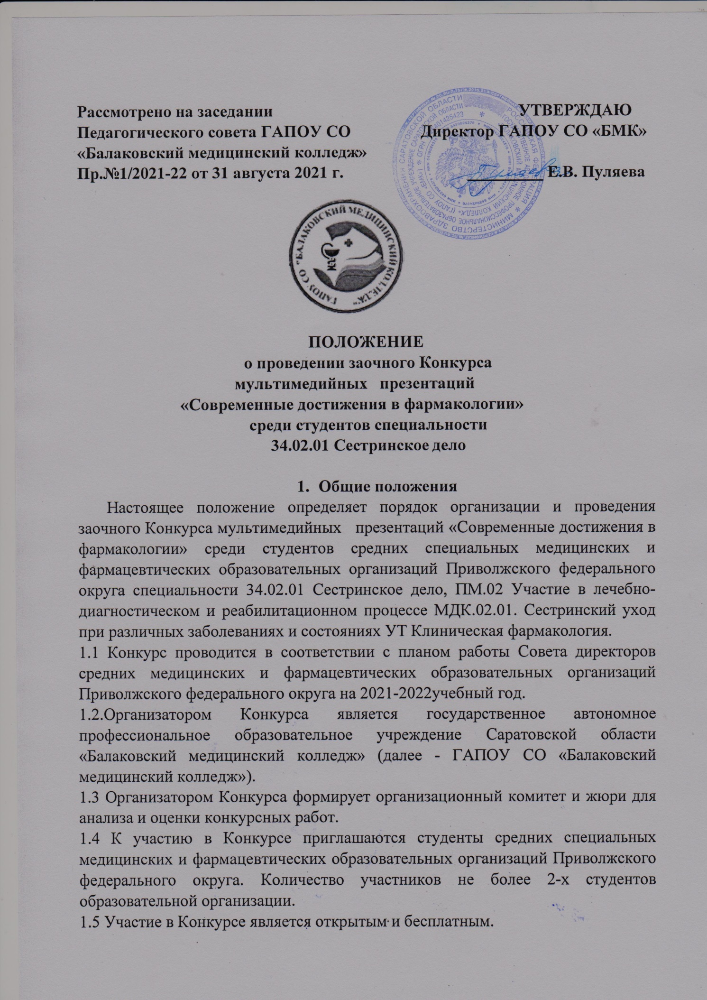 Рассмотрено на заседании
Педагогического совета ГАПОУ СО
«Балаковский медицинский колледж»
Пр.№1/2021-22 от 31 августа 2021 г.
УТВЕРЖДАЮ
Директор ГАПОУ СО «БМК»
Е.В. Пуляева
МИНИСТЕРСТВО ЗДРАВООХРАНЕНИЯ САРАТОВСКОЙ ОБЛАСТИ
РОССИЙСКАЯ ФЕДЕРАЦИЯ
ГАПОУ СО "БАЛАКОВСКИЙ МЕДИЦИНСКИЙ КОЛЛЕДЖ"
ПОЛОЖЕНИЕ
о проведении заочного Конкурса
мультимедийных презентаций
«Современные достижения в фармакологии»
среди студентов специальности
34.02.01 Сестринское дело
1. Общие положения
Настоящее положение определяет порядок организации и проведения
заочного Конкурса мультимедийных презентаций «Современные достижения в
фармакологии» среди студентов средних специальных медицинских и
фармацевтических образовательных организаций Приволжского федерального
округа специальности 34.02.01 Сестринское дело, ПМ.02 Участие в лечебно-
диагностическом и реабилитационном процессе МДК.02.01. Сестринский уход
при различных заболеваниях и состояниях УТ Клиническая фармакология.
1.1 Конкурс проводится в соответствии с планом работы Совета директоров
средних медицинских и фармацевтических образовательных организаций
Приволжского федерального округа на 2021-2022учебный год.
1.2.Организатором Конкурса является государственное автономное
профессиональное образовательное учреждение Саратовской области
«Балаковский медицинский колледж» (далее - ГАПОУ СО «Балаковский
медицинский колледж»).
1.3 Организатором Конкурса формирует организационный комитет и жюри для
анализа и оценки конкурсных работ.
1.4 К участию в Конкурсе приглашаются студенты средних специальных
медицинских и фармацевтических образовательных организаций Приволжского
федерального округа. Количество участников не более 2-х студентов
образовательной организации.
1.5 Участие в Конкурсе является открытым и бесплатным.